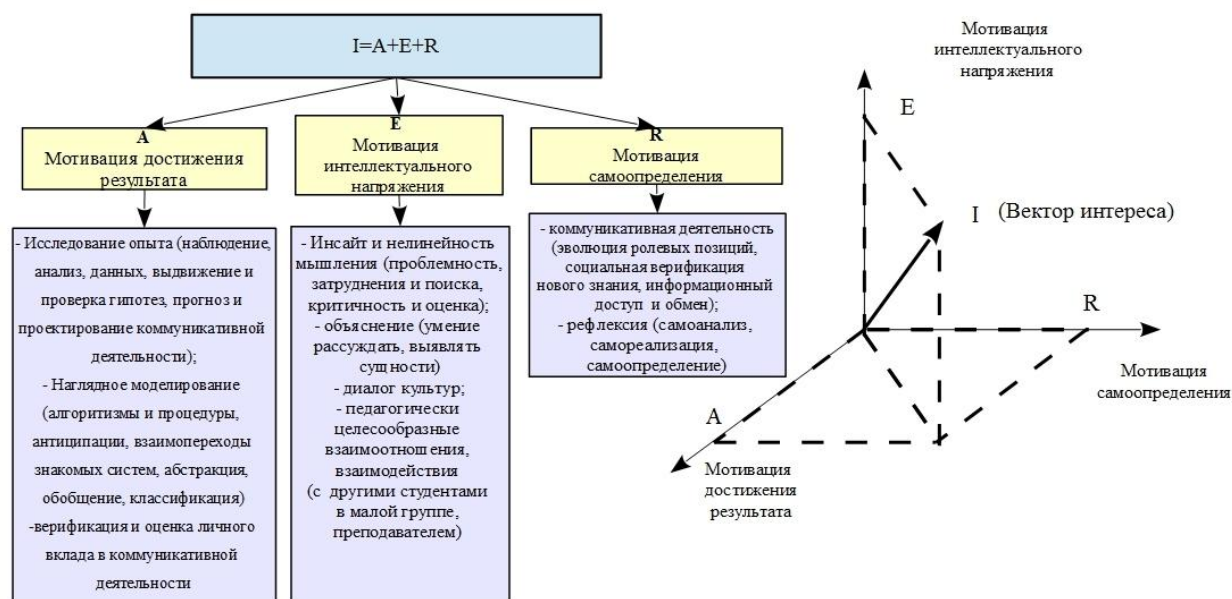 I=A+E+R
A
Мотивация достижения
результата
E
Мотивация
интеллектуального
напряжения
R
Мотивация
самоопределения
- Исследование опыта (наблюдение,
анализ, данных, выдвижение и
проверка гипотез, прогноз и
проектирование коммуникативной
деятельности);
- Наглядное моделирование
(алгоритмы и процедуры,
антиципации, взаимопереходы
знакомых систем, абстракция,
обобщение, классификация)
-верификация и оценка личного
вклада в коммуникативной
деятельности
- Инсайт и нелинейность
мышления (проблемность,
затруднения и поиска,
критичность и оценка);
- объяснение (умение
рассуждать, выявлять
сущности)
- диалог культур;
- педагогически
целесообразные
взаимоотношения,
взаимодействия
(с другими студентами
в малой группе,
преподавателем)
- коммуникативная деятельность
(эволюция ролевых позиций,
социальная верификация
нового знания, информационный
доступ и обмен);
- рефлексия (самоанализ,
самореализация,
самоопределение)
Мотивация
интеллектуального
напряжения
E
I (Вектор интереса)
R
Мотивация
самоопределения
A
Мотивация
достижения
результата